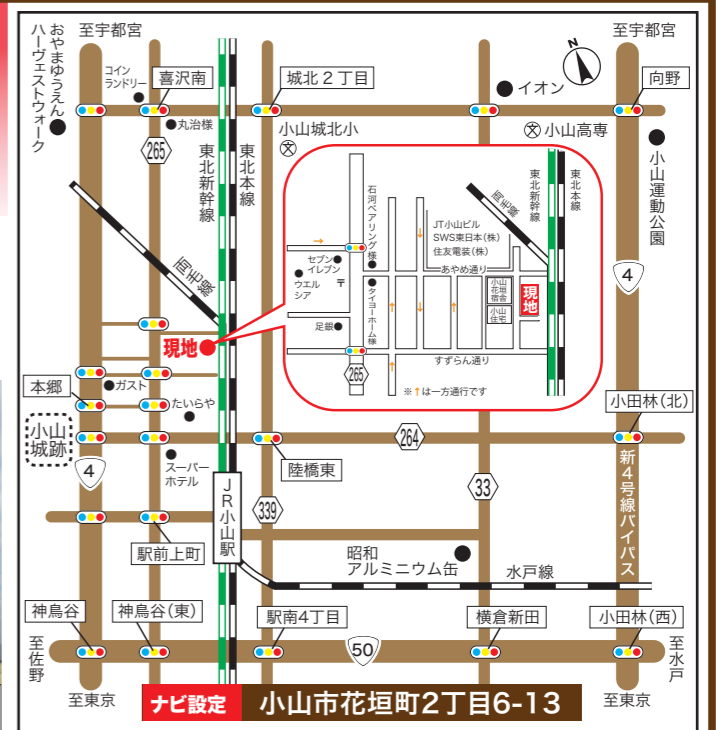 至宇都宮
至宇都宮
おやまゆうえん
ハーヴェストウォーク
コイン
ランドリー
喜沢南
城北2丁目
イオン
N
向野
丸治様
小山城北小
文
文 小山高専
小山運動公園
265
東北新幹線
東北本線
両毛線
石河ベアリング様
JT小山ビル
SWS東日本(株)
住友電装(株)
両毛線
東北新幹線
東北本線
セブン
イレブン
ウエル
シア
〒
あやめ通り
タイヨーホーム様
小山
花垣
宿舎
小山
住宅
現地
足銀
すずらん通り
265
※↑は一方通行です
4
現地
本郷
ガスト
たいらや
小山
城跡
4
スーパー
ホテル
264
小田林(北)
陸橋東
339
33
新4号線バイパス
JR小山駅
駅前上町
昭和
アルミニウム缶
水戸線
神鳥谷
神鳥谷(東)
駅南4丁目
横倉新田
小田林(西)
至佐野
50
至水戸
至東京
至東京
ナビ設定 小山市花垣町2丁目6-13